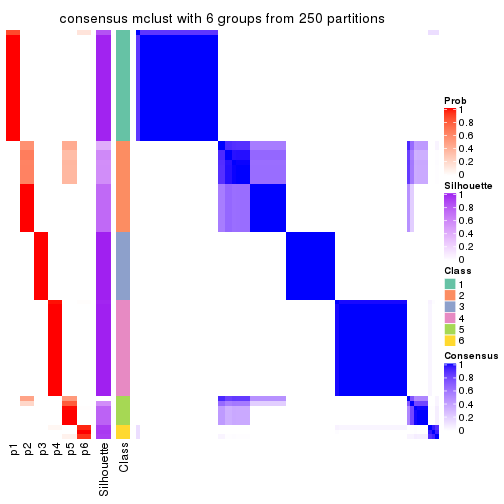 consensus mclust with 6 groups from 250 partitions
Prob
1
0.8
0.6
0.4
0.2
0
Silhouette
1
0.8
0.6
0.4
0.2
0
Class
1
2
3
4
5
6
Consensus
1
0.8
0.6
0.4
0.2
0
p1
p2
p3
p4
p5
p6
Silhouette
Class